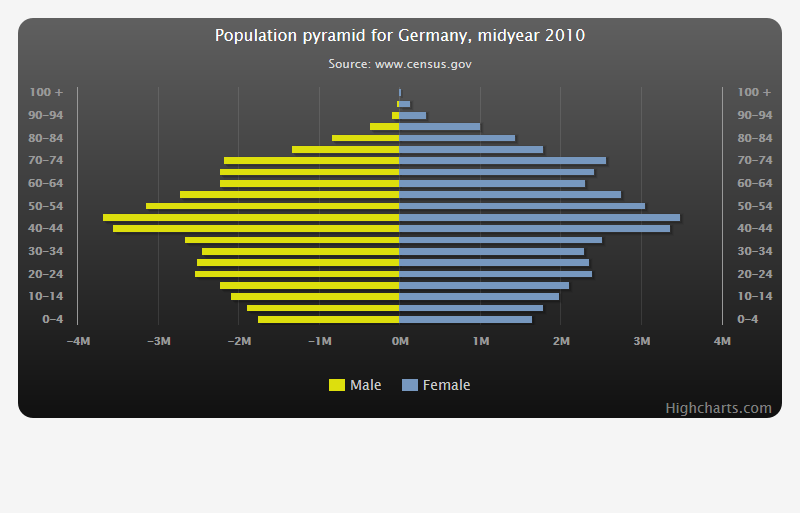 Population pyramid for Germany, midyear 2010
Source: www.census.gov
100 + 100 +
90–94 90–94
80–84 80–84
70–74 70–74
60–64 60–64
50–54 50–54
40–44 40–44
30–34 30–34
20–24 20–24
10–14 10–14
0–4 0–4
−4M −3M −2M −1M 0M 1M 2M 3M 4M
Male Female
Highcharts.com